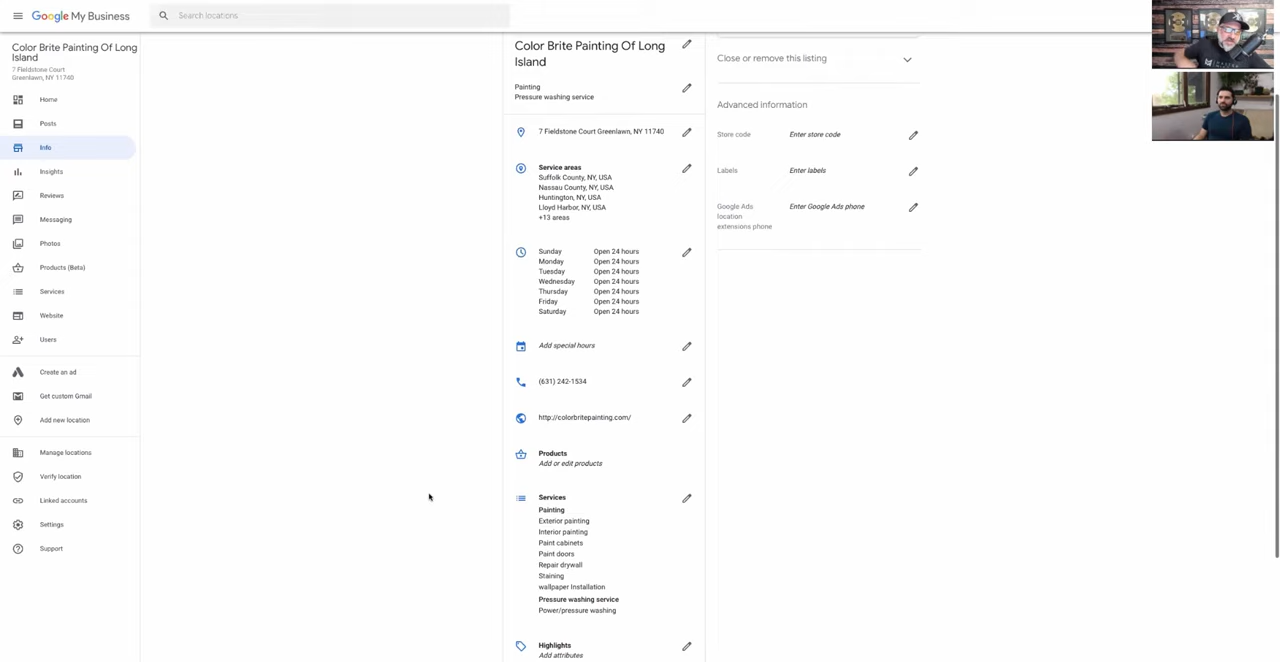 Google My Business
Search locations
Color Brite Painting Of Long
Island
7 Fieldstone Court
Greenlawn, NY 11740
Home
Posts
Info
Insights
Reviews
Messaging
Photos
Products (Beta)
Services
Website
Users
Create an ad
Get custom Gmail
Add new location
Manage locations
Verify location
Linked accounts
Settings
Support
Color Brite Painting Of Long
Island
Painting
Pressure washing service
7 Fieldstone Court Greenlawn, NY 11740
Service areas
Suffolk County, NY, USA
Nassau County, NY, USA
Huntington, NY, USA
Lloyd Harbor, NY, USA
+13 areas
Sunday Open 24 hours
Monday Open 24 hours
Tuesday Open 24 hours
Wednesday Open 24 hours
Thursday Open 24 hours
Friday Open 24 hours
Saturday Open 24 hours
Add special hours
(631) 242-1534
http://colorbritepainting.com/
Products
Add or edit products
Services
Painting
Exterior painting
Interior painting
Paint cabinets
Paint doors
Repair drywall
Staining
wallpaper Installation
Pressure washing service
Power/pressure washing
Highlights
Add attributes
Close or remove this listing
Advanced information
Store code Enter store code
Labels Enter labels
Google Ads Enter Google Ads phone
location
extensions phone